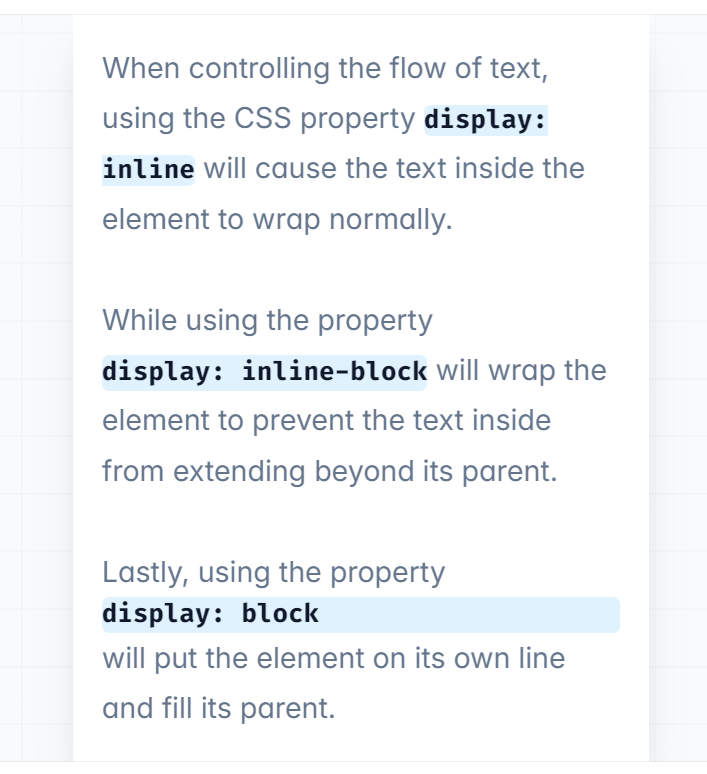 When controlling the flow of text,
using the CSS property display:
inline will cause the text inside the
element to wrap normally.
While using the property
display: inline-block will wrap the
element to prevent the text inside
from extending beyond its parent.
Lastly, using the property
display: block
will put the element on its own line
and fill its parent.